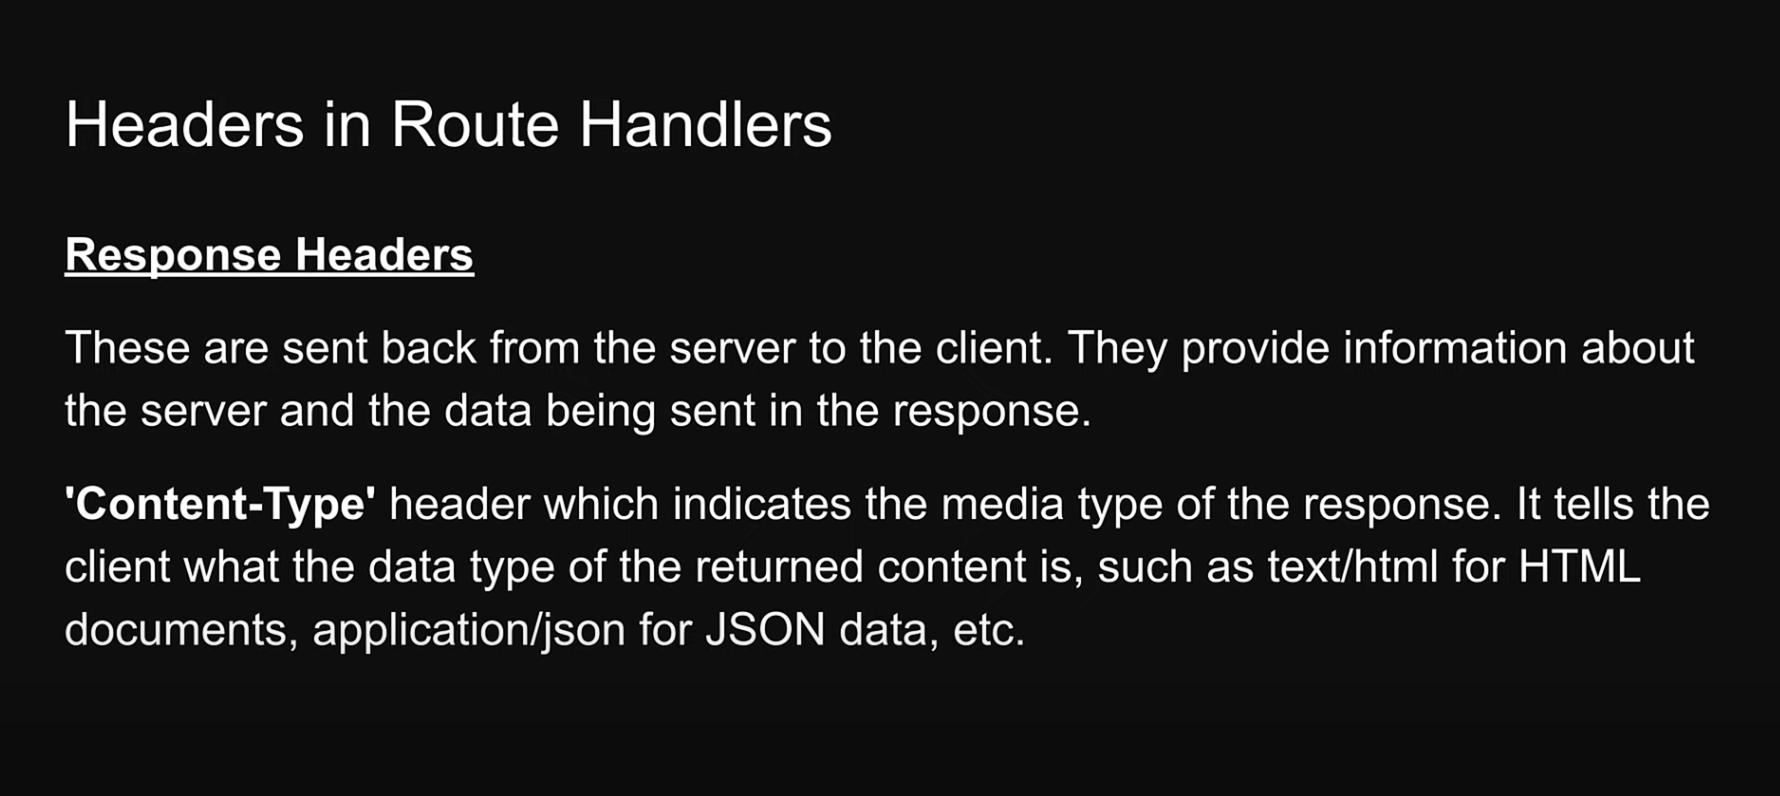 Headers in Route Handlers
Response Headers
These are sent back from the server to the client. They provide information about
the server and the data being sent in the response.
'Content-Type' header which indicates the media type of the response. It tells the
client what the data type of the returned content is, such as text/html for HTML
documents, application/json for JSON data, etc.